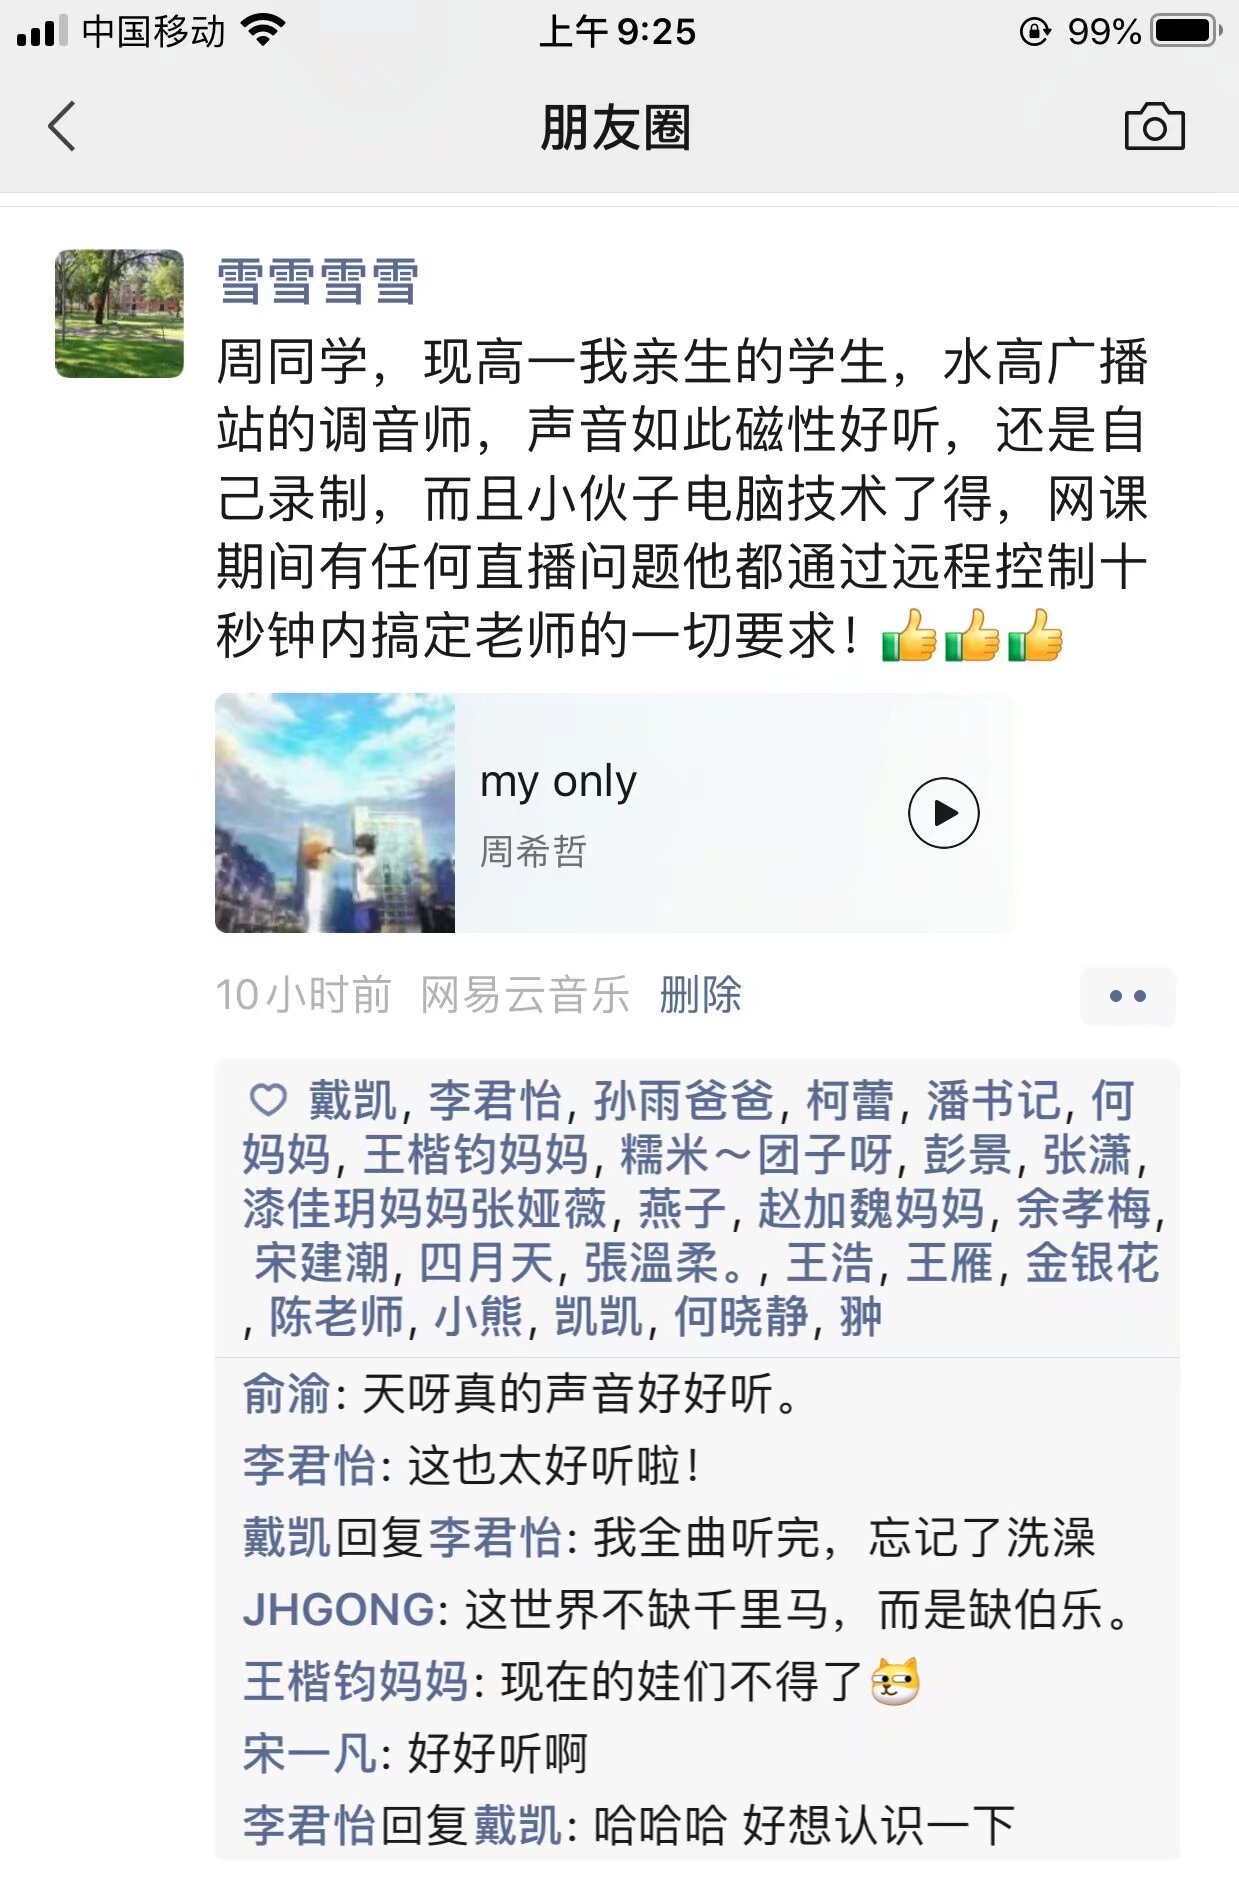 中国移动 上午9:25 99%
朋友圈
雪雪雪雪
周同学，现高一我亲生的学生，水高广播
站的调音师，声音如此磁性好听，还是自
己录制，而且小伙子电脑技术了得，网课
期间有任何直播问题他都通过远程控制十
秒钟内搞定老师的一切要求！👍👍👍
my only
周希哲
10小时前 网易云音乐 删除
戴凯, 李君怡, 孙雨爸爸, 柯蕾, 潘书记, 何
妈妈, 王楷钧妈妈, 糯米～团子呀, 彭景, 张潇,
漆佳玥妈妈张娅薇, 燕子, 赵加魏妈妈, 余孝梅,
宋建潮, 四月天, 張溫柔。, 王浩, 王雁, 金银花
, 陈老师, 小熊, 凯凯, 何晓静, 翀
俞渝: 天呀真的声音好好听。
李君怡: 这也太好听啦！
戴凯回复李君怡: 我全曲听完，忘记了洗澡
JHGONG: 这世界不缺千里马，而是缺伯乐。
王楷钧妈妈: 现在的娃们不得了
宋一凡: 好好听啊
李君怡回复戴凯: 哈哈哈 好想认识一下